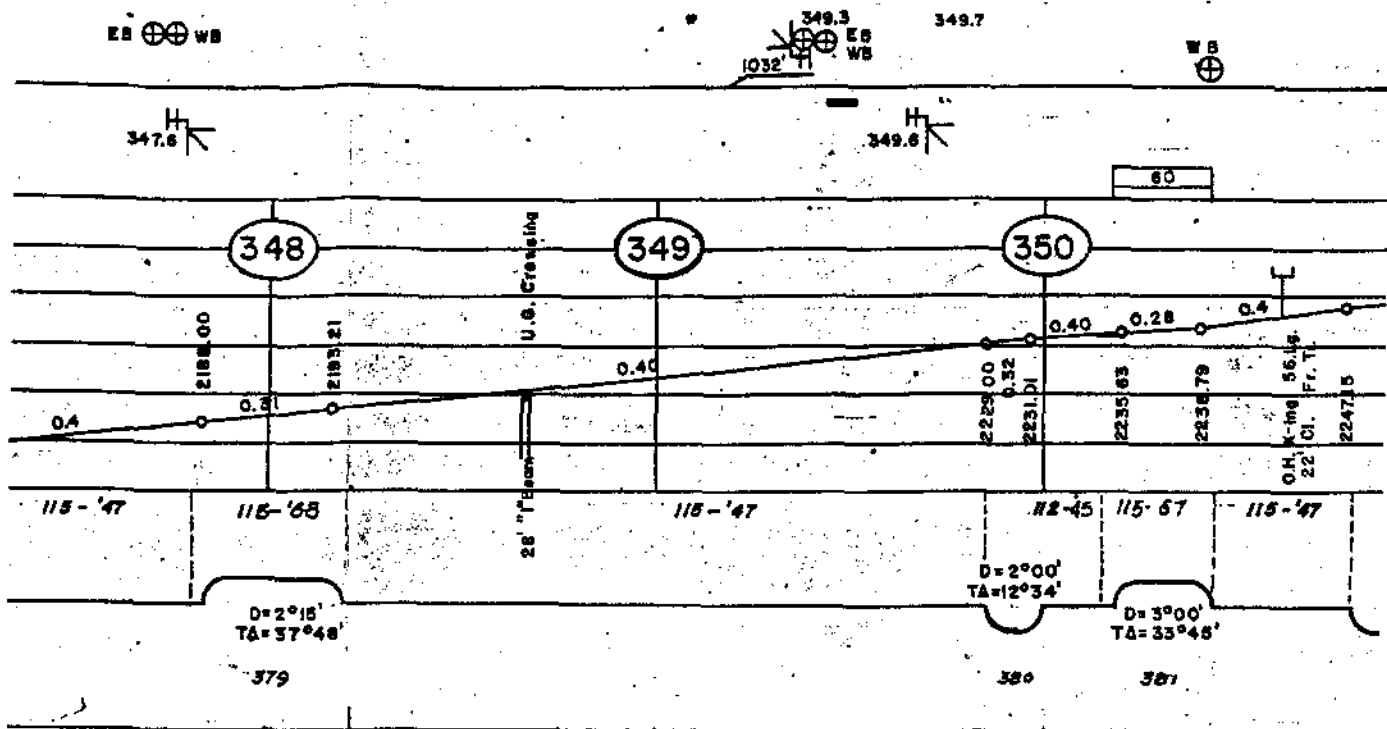 EB WB
349.3
EB
WB
349.7
WB
1032'
347.6
349.6
60
348
349
350
U.G. Crossing
28' "I" Beam
2188.00
2193.21
2229.00
0.32
2231.01
2235.63
2238.79
O.H. X-ing 56 Lg.
22' Cl. Fr. T.
2247.15
0.4
0.40
0.40
0.28
0.4
115-'47
115-'68
115-'47
112-45
115-67
115-'47
D=2°15'
TΔ=37°48'
D=2°00'
TΔ=12°34'
D=3°00'
TΔ=33°45'
379
380
381